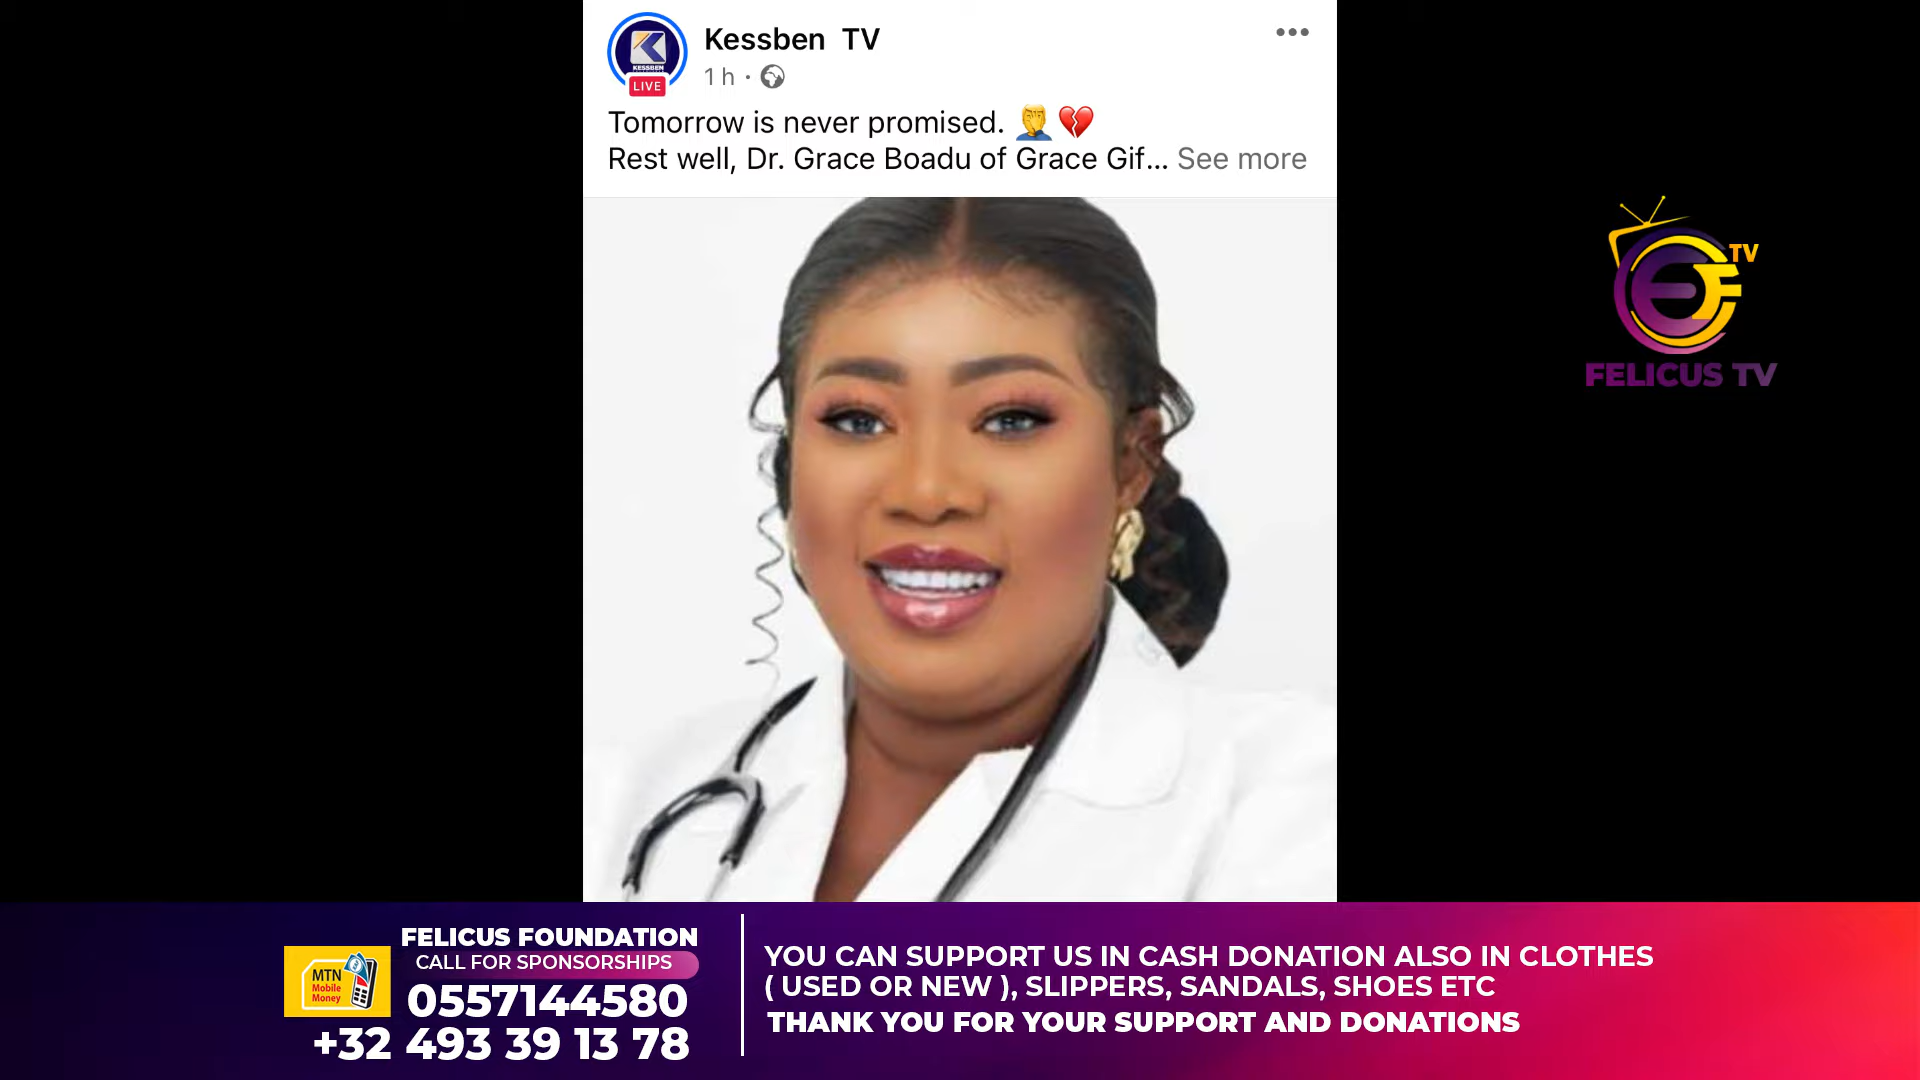 Kessben TV
KESSBEN
LIVE
1 h ·
Tomorrow is never promised. 🤦💔
Rest well, Dr. Grace Boadu of Grace Gif... See more
TV
FELICUS TV
FELICUS FOUNDATION
CALL FOR SPONSORSHIPS
MTN
Mobile
Money
0557144580
+32 493 39 13 78
YOU CAN SUPPORT US IN CASH DONATION ALSO IN CLOTHES
( USED OR NEW ), SLIPPERS, SANDALS, SHOES ETC
THANK YOU FOR YOUR SUPPORT AND DONATIONS